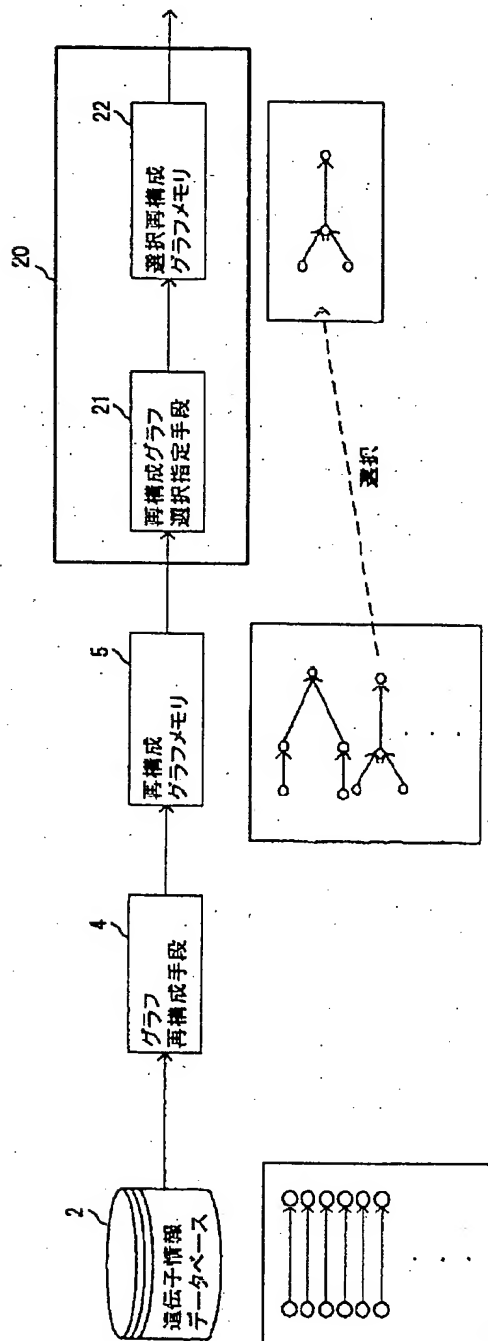 2
遺伝子情報
データベース
4
グラフ
再構成手段
5
再構成
グラフメモリ
20
21
再構成グラフ
選択指定手段
22
選択再構成
グラフメモリ
選択